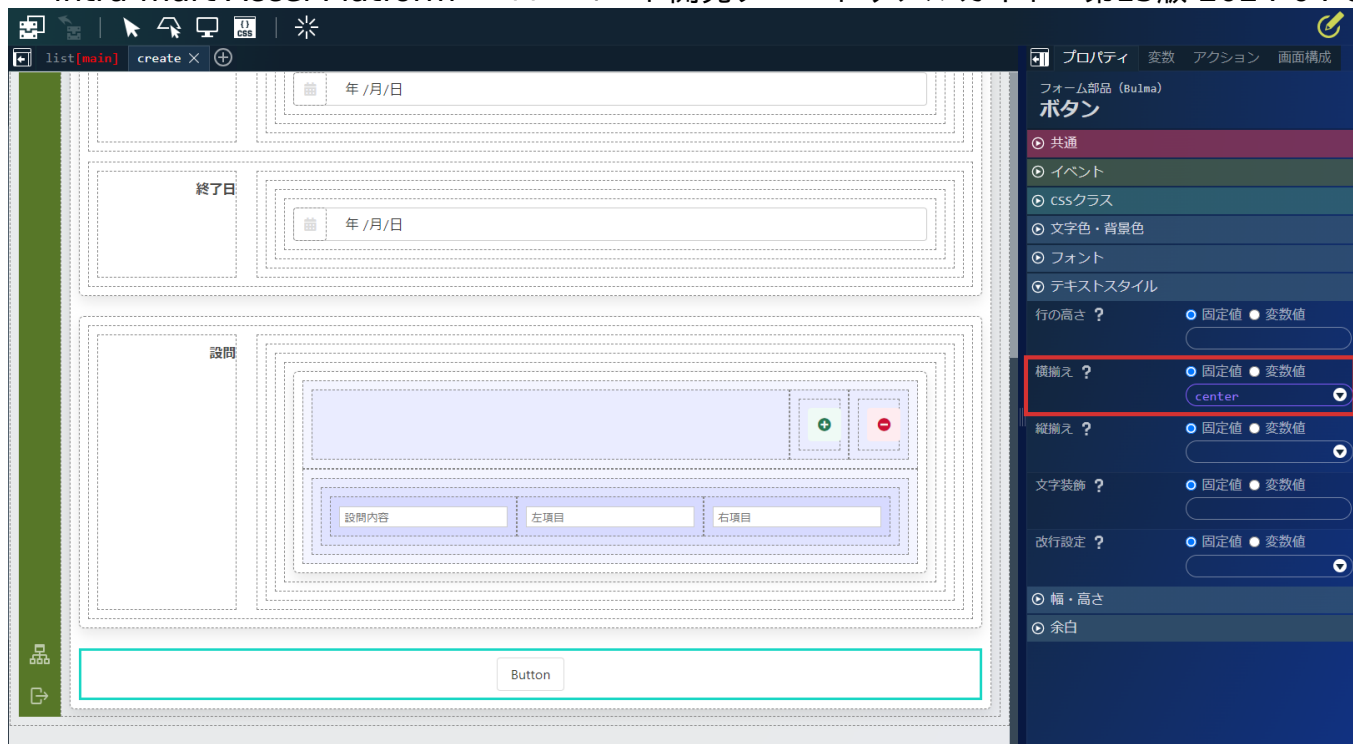 {} css
list[main] create
プロパティ 変数 アクション 画面構成
フォーム部品 (Bulma)
ボタン
共通
イベント
CSSクラス
文字色・背景色
フォント
テキストスタイル
行の高さ ? 固定値 変数値
横揃え ? 固定値 変数値
center
縦揃え ? 固定値 変数値
文字装飾 ? 固定値 変数値
改行設定 ? 固定値 変数値
幅・高さ
余白
年 /月/日
終了日
年 /月/日
設問
設問内容 左項目 右項目
Button